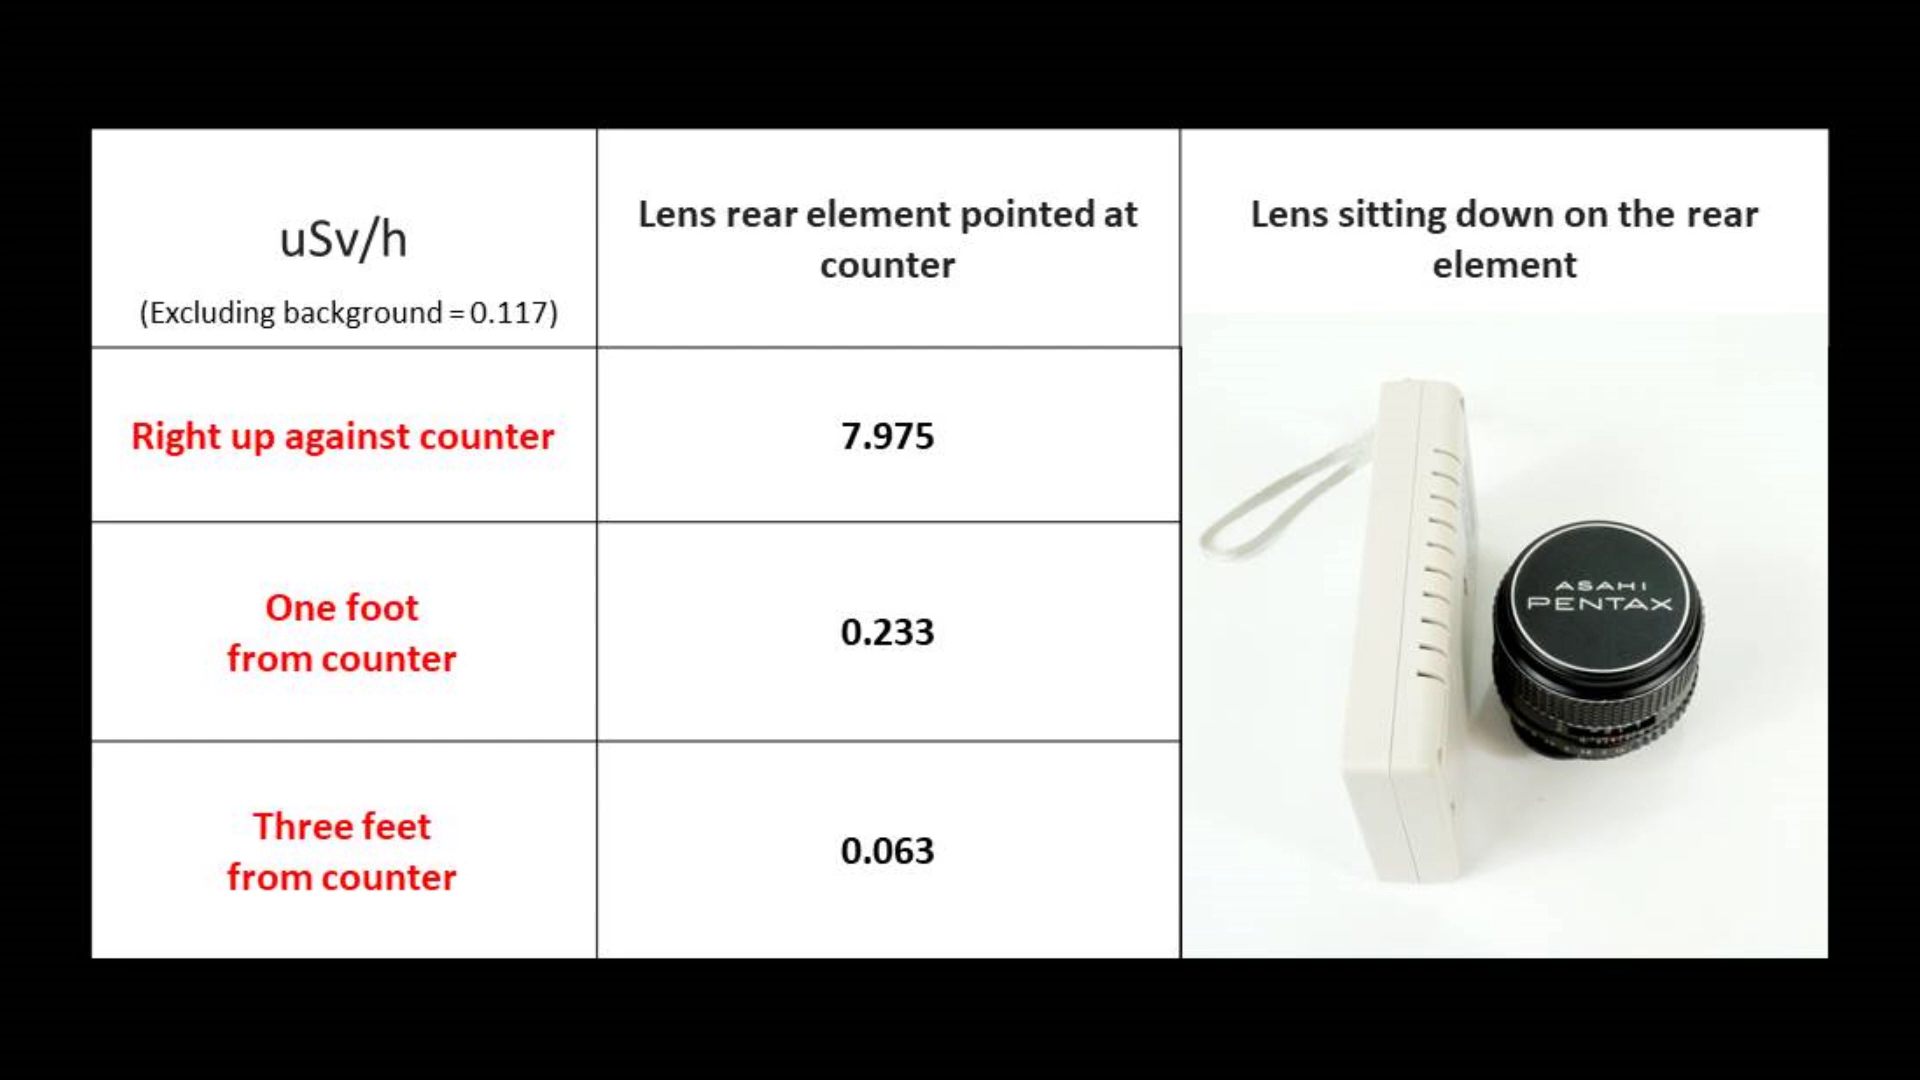 uSv/h
(Excluding background = 0.117)
Lens rear element pointed at
counter
Lens sitting down on the rear
element
Right up against counter
7.975
One foot
from counter
0.233
Three feet
from counter
0.063
ASAHI
PENTAX